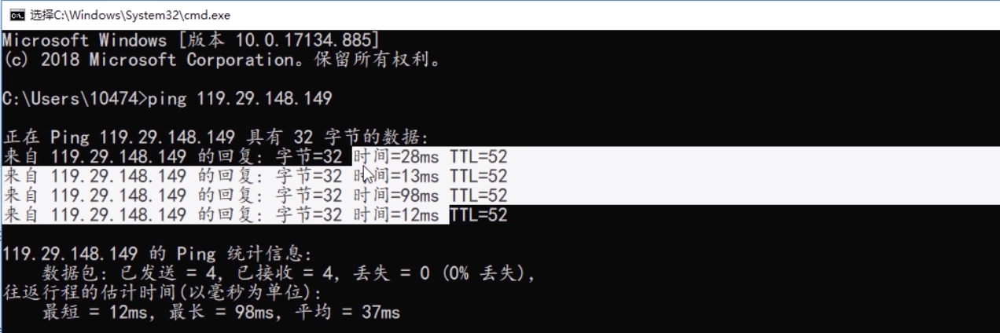 选择C:\Windows\System32\cmd.exe
Microsoft Windows [版本 10.0.17134.885]
(c) 2018 Microsoft Corporation。保留所有权利。
C:\Users\10474>ping 119.29.148.149
正在 Ping 119.29.148.149 具有 32 字节的数据:
来自 119.29.148.149 的回复: 字节=32 时间=28ms TTL=52
来自 119.29.148.149 的回复: 字节=32 时间=13ms TTL=52
来自 119.29.148.149 的回复: 字节=32 时间=98ms TTL=52
来自 119.29.148.149 的回复: 字节=32 时间=12ms TTL=52
119.29.148.149 的 Ping 统计信息:
数据包: 已发送 = 4, 已接收 = 4, 丢失 = 0 (0% 丢失),
往返行程的估计时间(以毫秒为单位):
最短 = 12ms, 最长 = 98ms, 平均 = 37ms